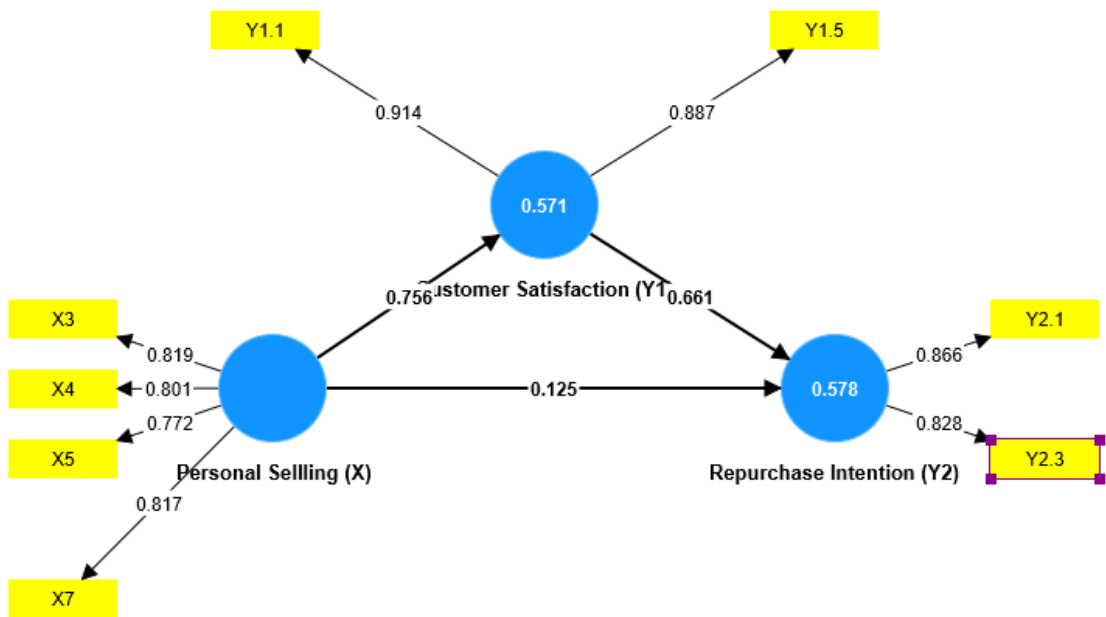 Y1.1
Y1.5
0.914
0.887
0.571
ustomer Satisfaction (Y1
0.756
0.661
X3
0.819
X4
0.801
X5
0.772
Personal Sellling (X)
0.817
X7
0.125
0.578
Repurchase Intention (Y2)
Y2.1
0.866
0.828
Y2.3